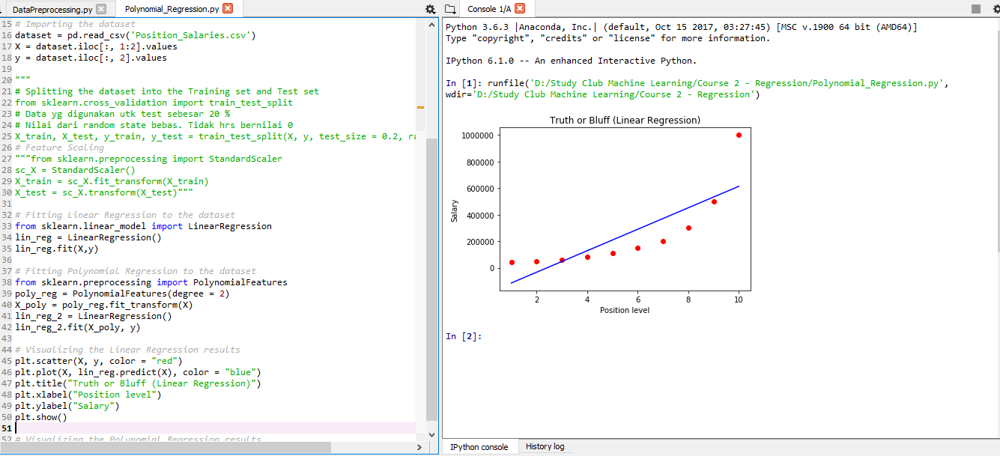 DataPreprocessing.py
Polynomial_Regression.py
15 # Importing the dataset
16 dataset = pd.read_csv('Position_Salaries.csv')
17 X = dataset.iloc[:, 1:2].values
18 y = dataset.iloc[:, 2].values
19
20 """
21 # Splitting the dataset into the Training set and Test set
22 from sklearn.cross_validation import train_test_split
23 # Data yg digunakan utk test sebesar 20 %
24 # Nilai dari random state bebas. Tidak hrs bernilai 0
25 X_train, X_test, y_train, y_test = train_test_split(X, y, test_size = 0.2, ra
26 # Feature Scaling
27 """from sklearn.preprocessing import StandardScaler
28 sc_X = StandardScaler()
29 X_train = sc_X.fit_transform(X_train)
30 X_test = sc_X.transform(X_test)"""
31
32 # Fitting Linear Regression to the dataset
33 from sklearn.linear_model import LinearRegression
34 lin_reg = LinearRegression()
35 lin_reg.fit(X,y)
36
37 # Fitting Polynomial Regression to the dataset
38 from sklearn.preprocessing import PolynomialFeatures
39 poly_reg = PolynomialFeatures(degree = 2)
40 X_poly = poly_reg.fit_transform(X)
41 lin_reg_2 = LinearRegression()
42 lin_reg_2.fit(X_poly, y)
43
44 # Visualizing the Linear Regression results
45 plt.scatter(X, y, color = "red")
46 plt.plot(X, lin_reg.predict(X), color = "blue")
47 plt.title("Truth or Bluff (Linear Regression)")
48 plt.xlabel("Position level")
49 plt.ylabel("Salary")
50 plt.show()
51
52 # Visualizing the Polynomial Regression results
Console 1/A
Python 3.6.3 |Anaconda, Inc.| (default, Oct 15 2017, 03:27:45) [MSC v.1900 64 bit (AMD64)]
Type "copyright", "credits" or "license" for more information.
IPython 6.1.0 -- An enhanced Interactive Python.
In [1]: runfile('D:/Study Club Machine Learning/Course 2 - Regression/Polynomial_Regression.py',
wdir='D:/Study Club Machine Learning/Course 2 - Regression')
Truth or Bluff (Linear Regression)
1000000
800000
600000
400000
200000
0
Salary
2 4 6 8 10
Position level
In [2]:
IPython console
History log